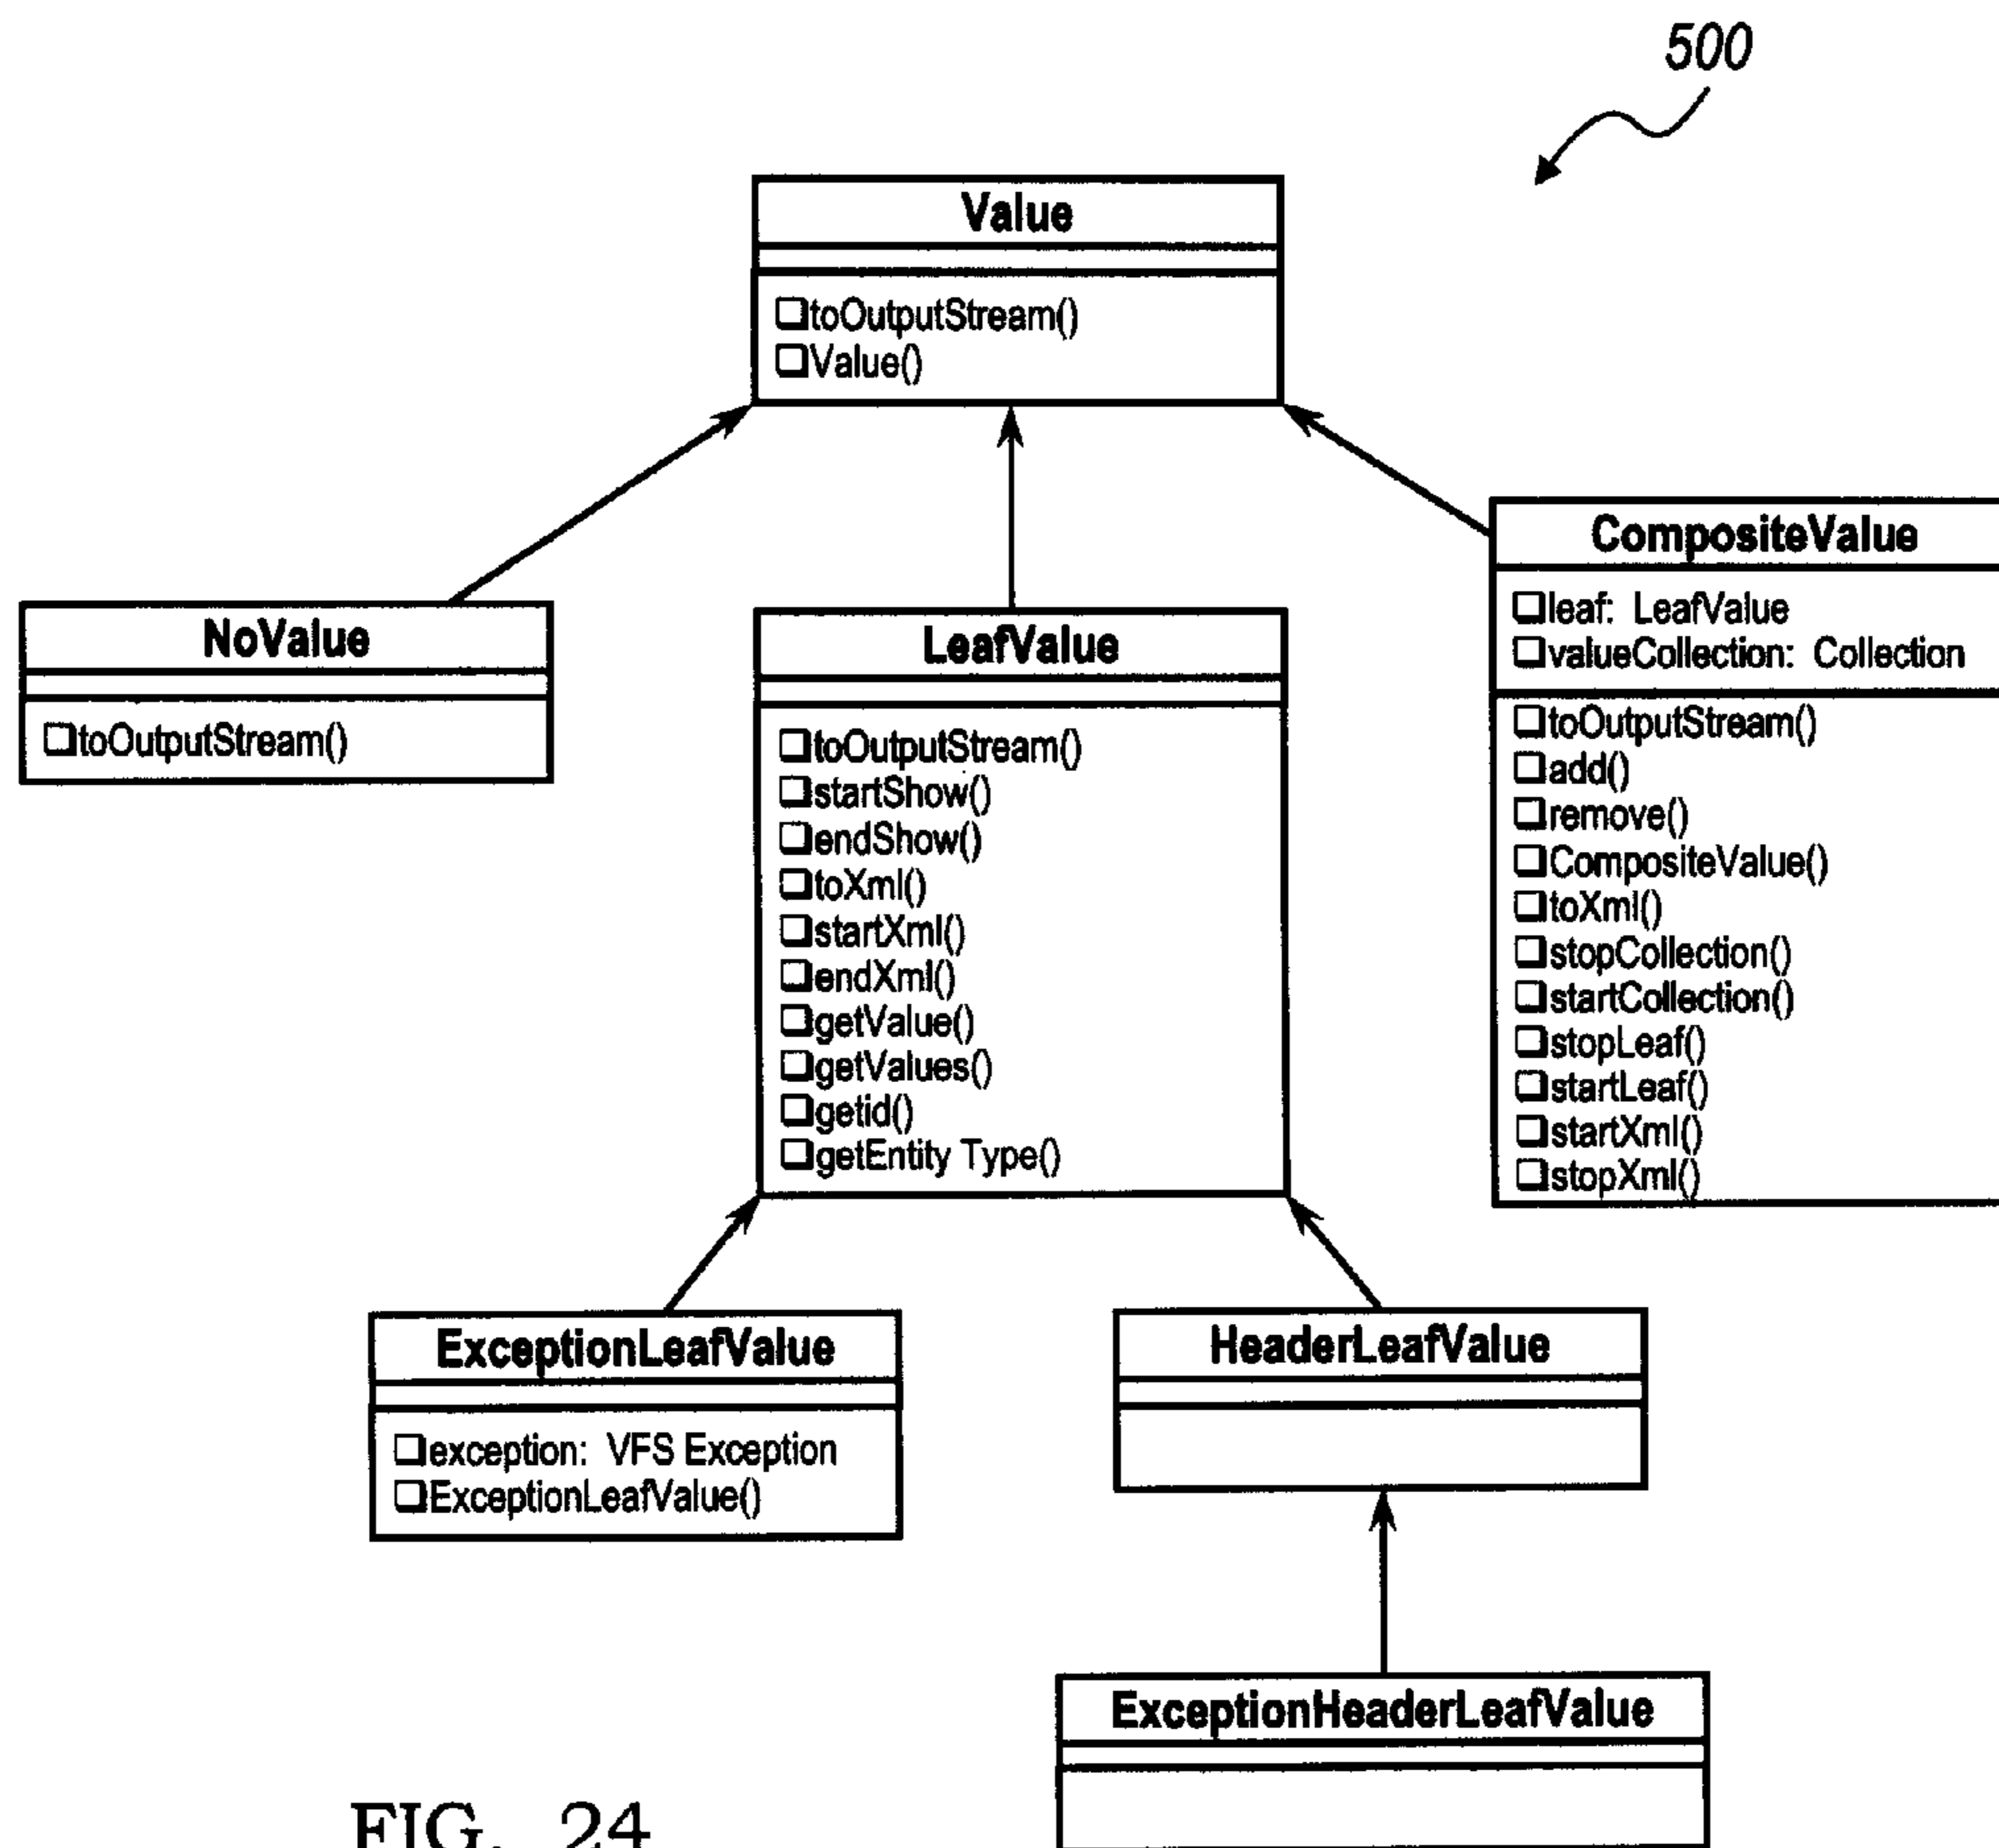 500
Value
toOutputStream()
Value()
NoValue
toOutputStream()
LeafValue
toOutputStream()
startShow()
endShow()
toXml()
startXml()
endXml()
getValue()
getValues()
getid()
getEntity Type()
CompositeValue
leaf: LeafValue
valueCollection: Collection
toOutputStream()
add()
remove()
CompositeValue()
toXml()
stopCollection()
startCollection()
stopLeaf()
startLeaf()
startXml()
stopXml()
ExceptionLeafValue
exception: VFS Exception
ExceptionLeafValue()
HeaderLeafValue
ExceptionHeaderLeafValue
FIG. 24